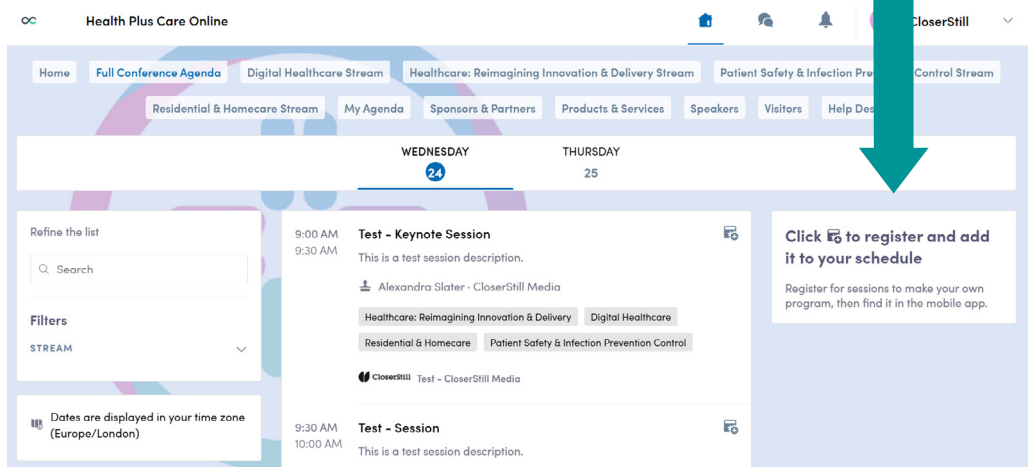 Health Plus Care Online
CloserStill
Home Full Conference Agenda Digital Healthcare Stream Healthcare: Reimagining Innovation & Delivery Stream Patient Safety & Infection Control Stream
Residential & Homecare Stream My Agenda Sponsors & Partners Products & Services Speakers Visitors Help
WEDNESDAY THURSDAY
24 25
Refine the list
Search
Filters
STREAM
Dates are displayed in your time zone
(Europe/London)
9:00 AM Test - Keynote Session
9:30 AM
This is a test session description.
Alexandra Slater · CloserStill Media
Healthcare: Reimagining Innovation & Delivery Digital Healthcare
Residential & Homecare Patient Safety & Infection Prevention Control
CloserStill Test - CloserStill Media
9:30 AM Test - Session
10:00 AM
This is a test session description.
Click to register and add
it to your schedule
Register for sessions to make your own
program, then find it in the mobile app.